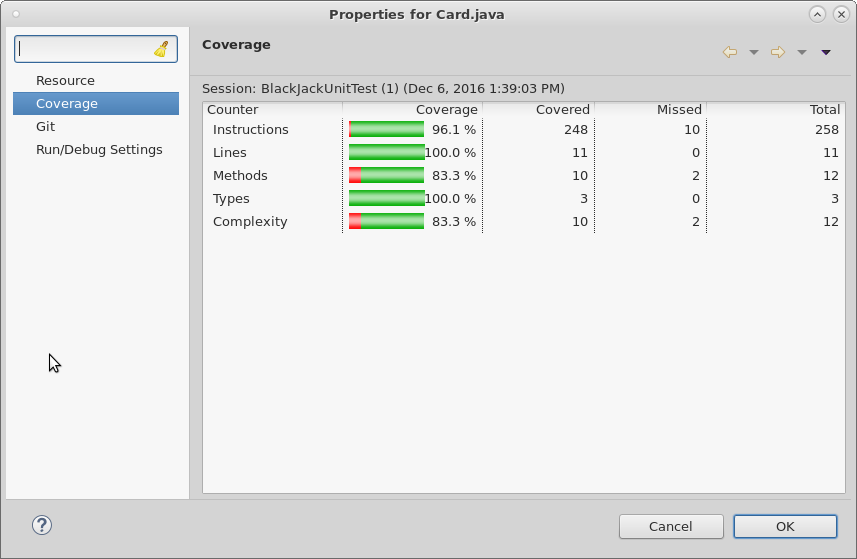 Properties for Card.java
Resource
Coverage
Git
Run/Debug Settings
Coverage
Session: BlackJackUnitTest (1) (Dec 6, 2016 1:39:03 PM)
Counter Coverage Covered Missed Total
Instructions 96.1 % 248 10 258
Lines 100.0 % 11 0 11
Methods 83.3 % 10 2 12
Types 100.0 % 3 0 3
Complexity 83.3 % 10 2 12
?
Cancel OK